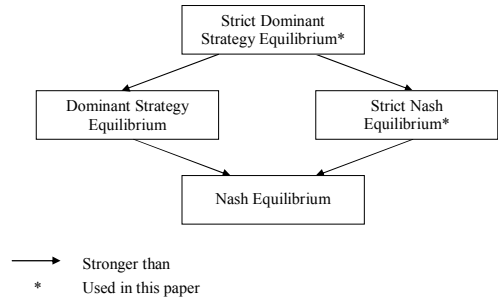 Strict Dominant
Strategy Equilibrium*
Dominant Strategy
Equilibrium
Strict Nash
Equilibrium*
Nash Equilibrium
Stronger than
* Used in this paper